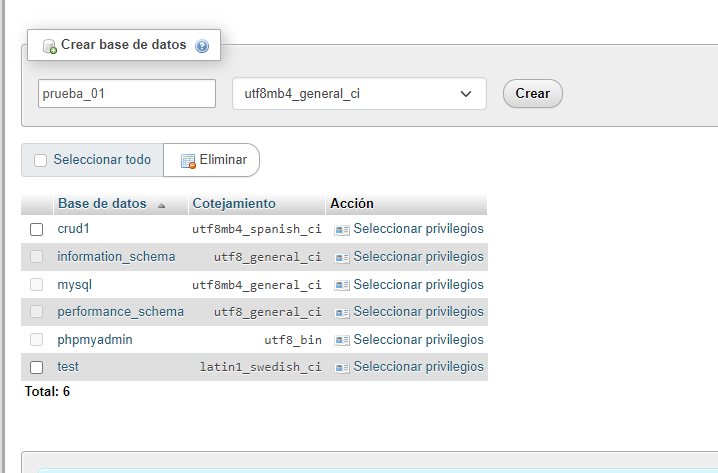 Crear base de datos
prueba_01 utf8mb4_general_ci Crear
Seleccionar todo Eliminar
Base de datos Cotejamiento Acción
crud1 utf8mb4_spanish_ci Seleccionar privilegios
information_schema utf8_general_ci Seleccionar privilegios
mysql utf8mb4_general_ci Seleccionar privilegios
performance_schema utf8_general_ci Seleccionar privilegios
phpmyadmin utf8_bin Seleccionar privilegios
test latin1_swedish_ci Seleccionar privilegios
Total: 6